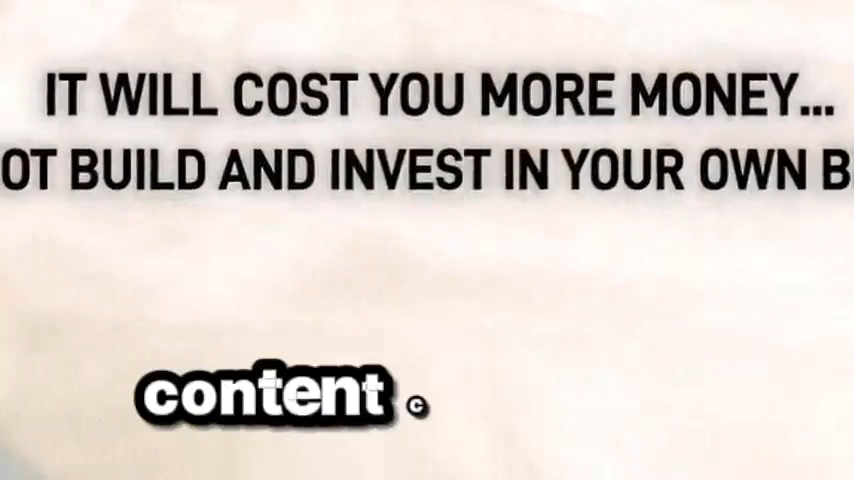 IT WILL COST YOU MORE MONEY...
OT BUILD AND INVEST IN YOUR OWN B
content c